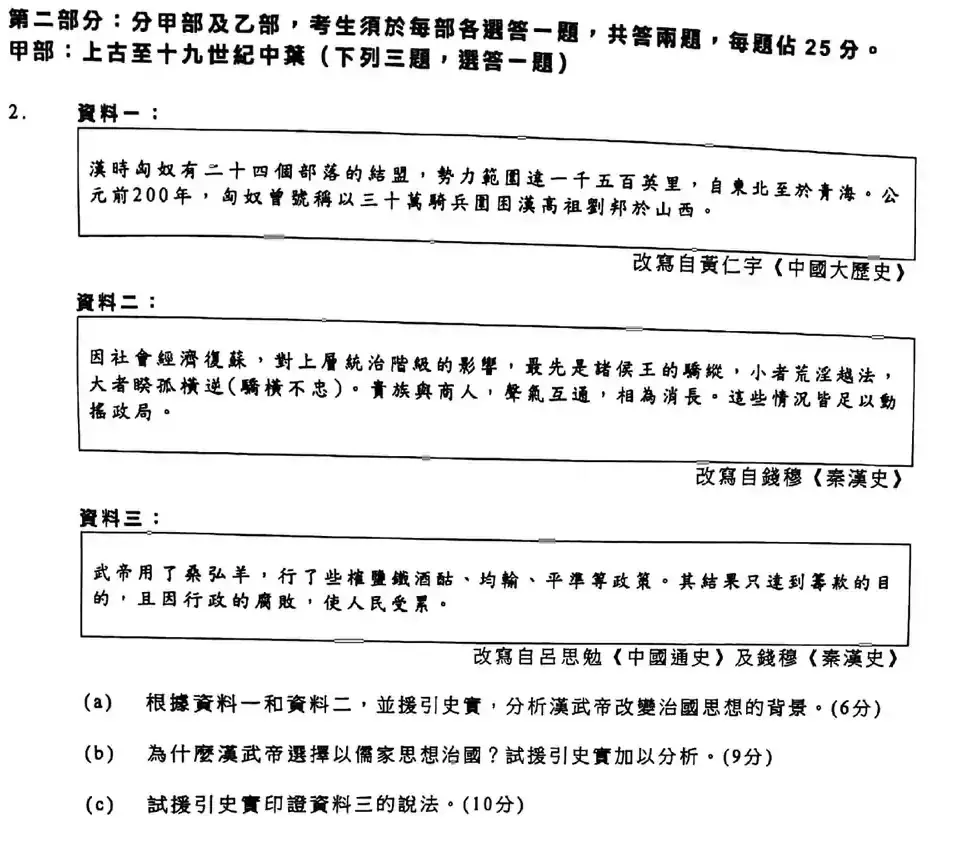 第二部分：分甲部及乙部，考生須於每部各選答一題，共答兩題，每題佔 25 分。
甲部：上古至十九世紀中葉（下列三題，選答一題）
2. 資料一：
漢時匈奴有二十四個部落的結盟，勢力範圍達一千五百英里，自東北至於青海。公
元前200年，匈奴曾號稱以三十萬騎兵圍困漢高祖劉邦於山西。
改寫自黃仁宇《中國大歷史》
資料二：
因社會經濟復蘇，對上層統治階級的影響，最先是諸侯王的驕縱，小者荒淫越法，
大者睽孤橫逆(驕橫不忠)。貴族與商人，聲氣互通，相為消長。這些情況皆足以動
搖政局。
改寫自錢穆《秦漢史》
資料三：
武帝用了桑弘羊，行了些榷鹽鐵酒酤、均輸、平準等政策。其結果只達到籌款的目
的，且因行政的腐敗，使人民受累。
改寫自呂思勉《中國通史》及錢穆《秦漢史》
(a) 根據資料一和資料二，並援引史實，分析漢武帝改變治國思想的背景。(6分)
(b) 為什麼漢武帝選擇以儒家思想治國？試援引史實加以分析。(9分)
(c) 試援引史實印證資料三的說法。(10分)